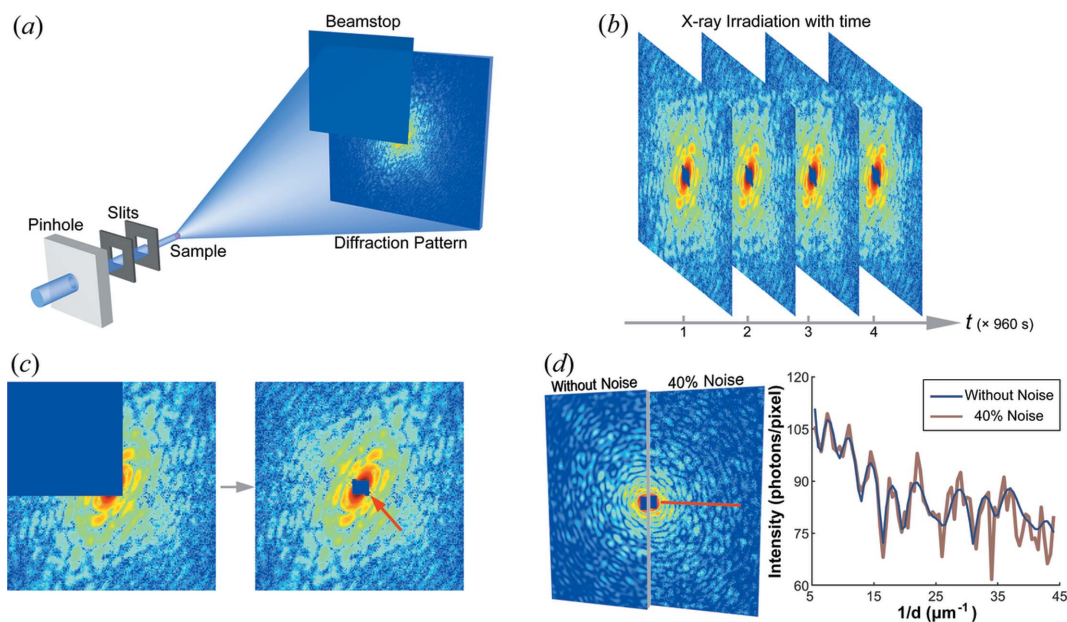 (a)
Beamstop
Pinhole
Slits
Sample
Diffraction Pattern
(b)
X-ray Irradiation with time
1
2
3
4
t (× 960 s)
(c)
(d)
Without Noise
40% Noise
Intensity (photons/pixel)
120
105
90
75
60
Without Noise
40% Noise
5
15
25
35
45
1/d (µm⁻¹)